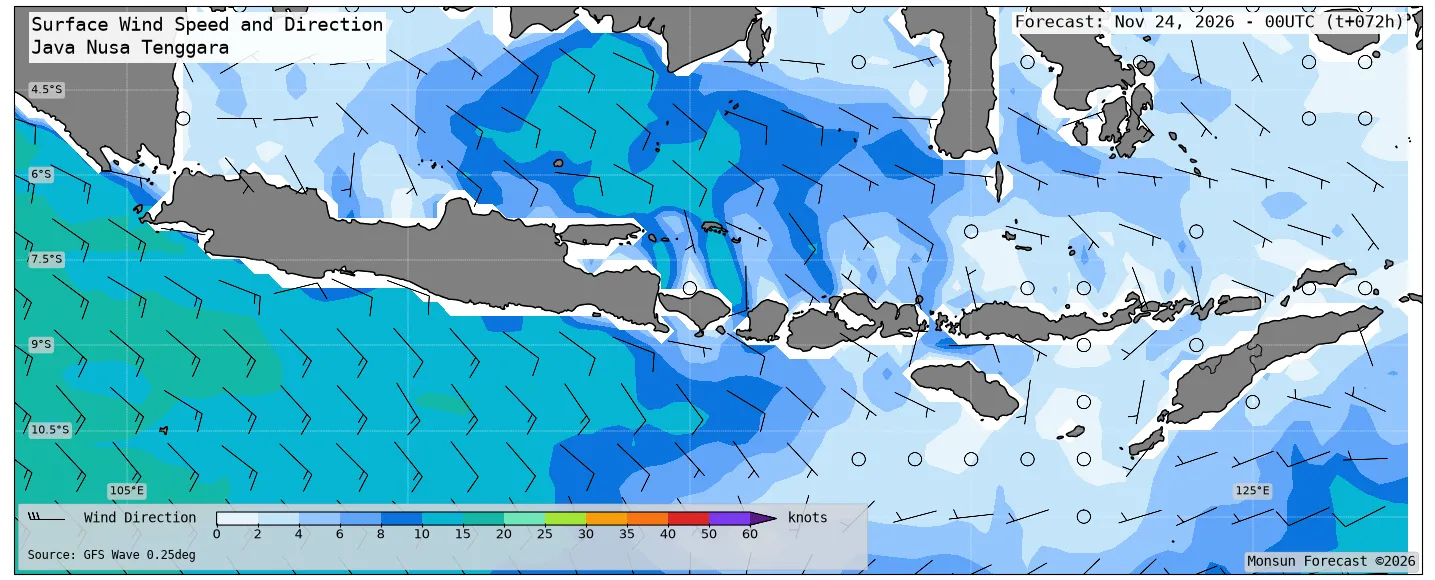 Surface Wind Speed and Direction
Java Nusa Tenggara
Forecast: Nov 24, 2026 - 00UTC (t+072h)
4.5°S
6°S
7.5°S
9°S
10.5°S
105°E
125°E
Wind Direction
0 2 4 6 8 10 15 20 25 30 35 40 50 60
knots
Source: GFS Wave 0.25deg
Monsun Forecast ©2026